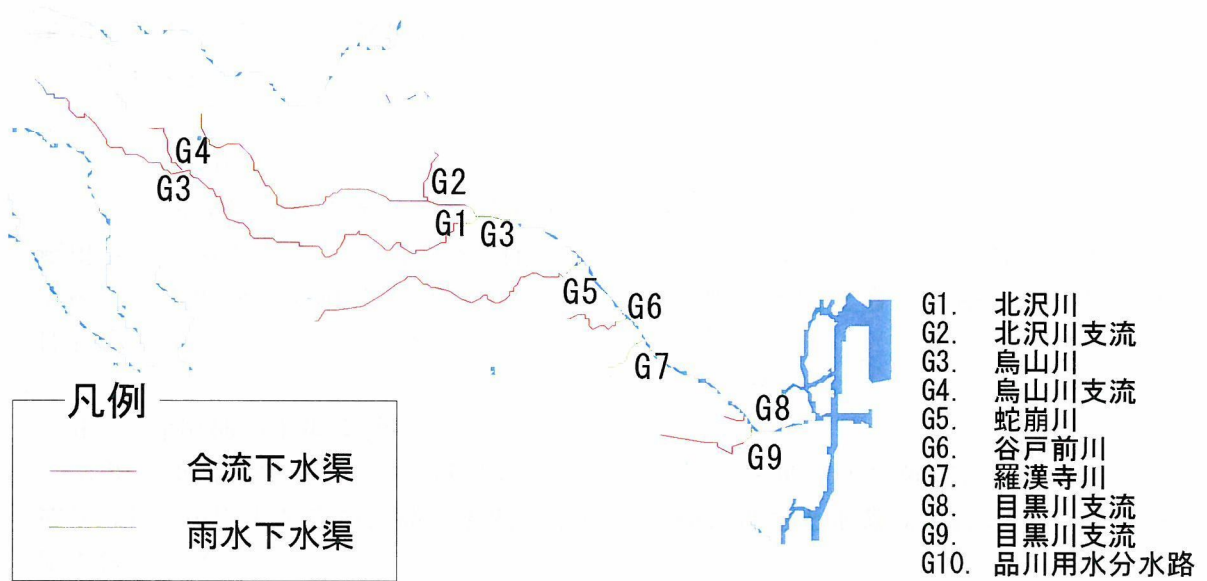 G4
G3
G2
G1
G3
G5
G6
G7
G8
G9
凡例
合流下水渠
雨水下水渠
G1. 北沢川
G2. 北沢川支流
G3. 烏山川
G4. 烏山川支流
G5. 蛇崩川
G6. 谷戸前川
G7. 羅漢寺川
G8. 目黒川支流
G9. 目黒川支流
G10. 品川用水分水路